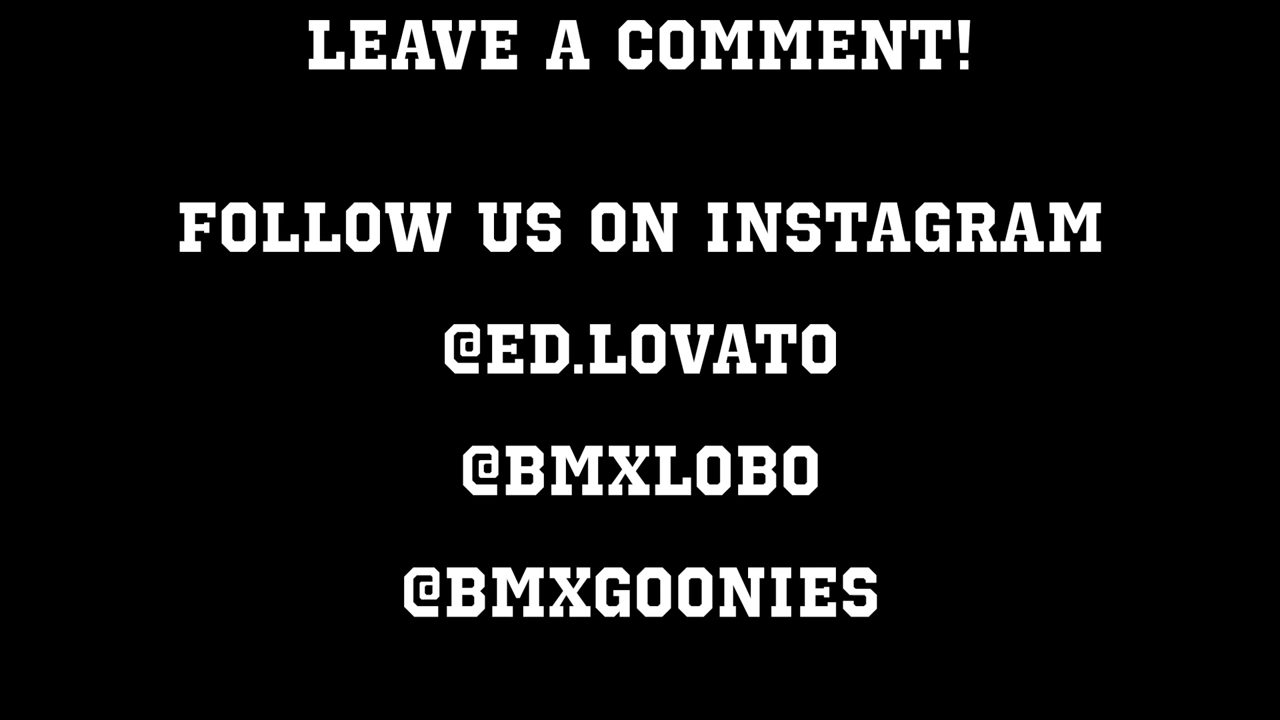 LEAVE A COMMENT!
FOLLOW US ON INSTAGRAM
@ED.LOVATO
@BMXLOBO
@BMXGOONIES